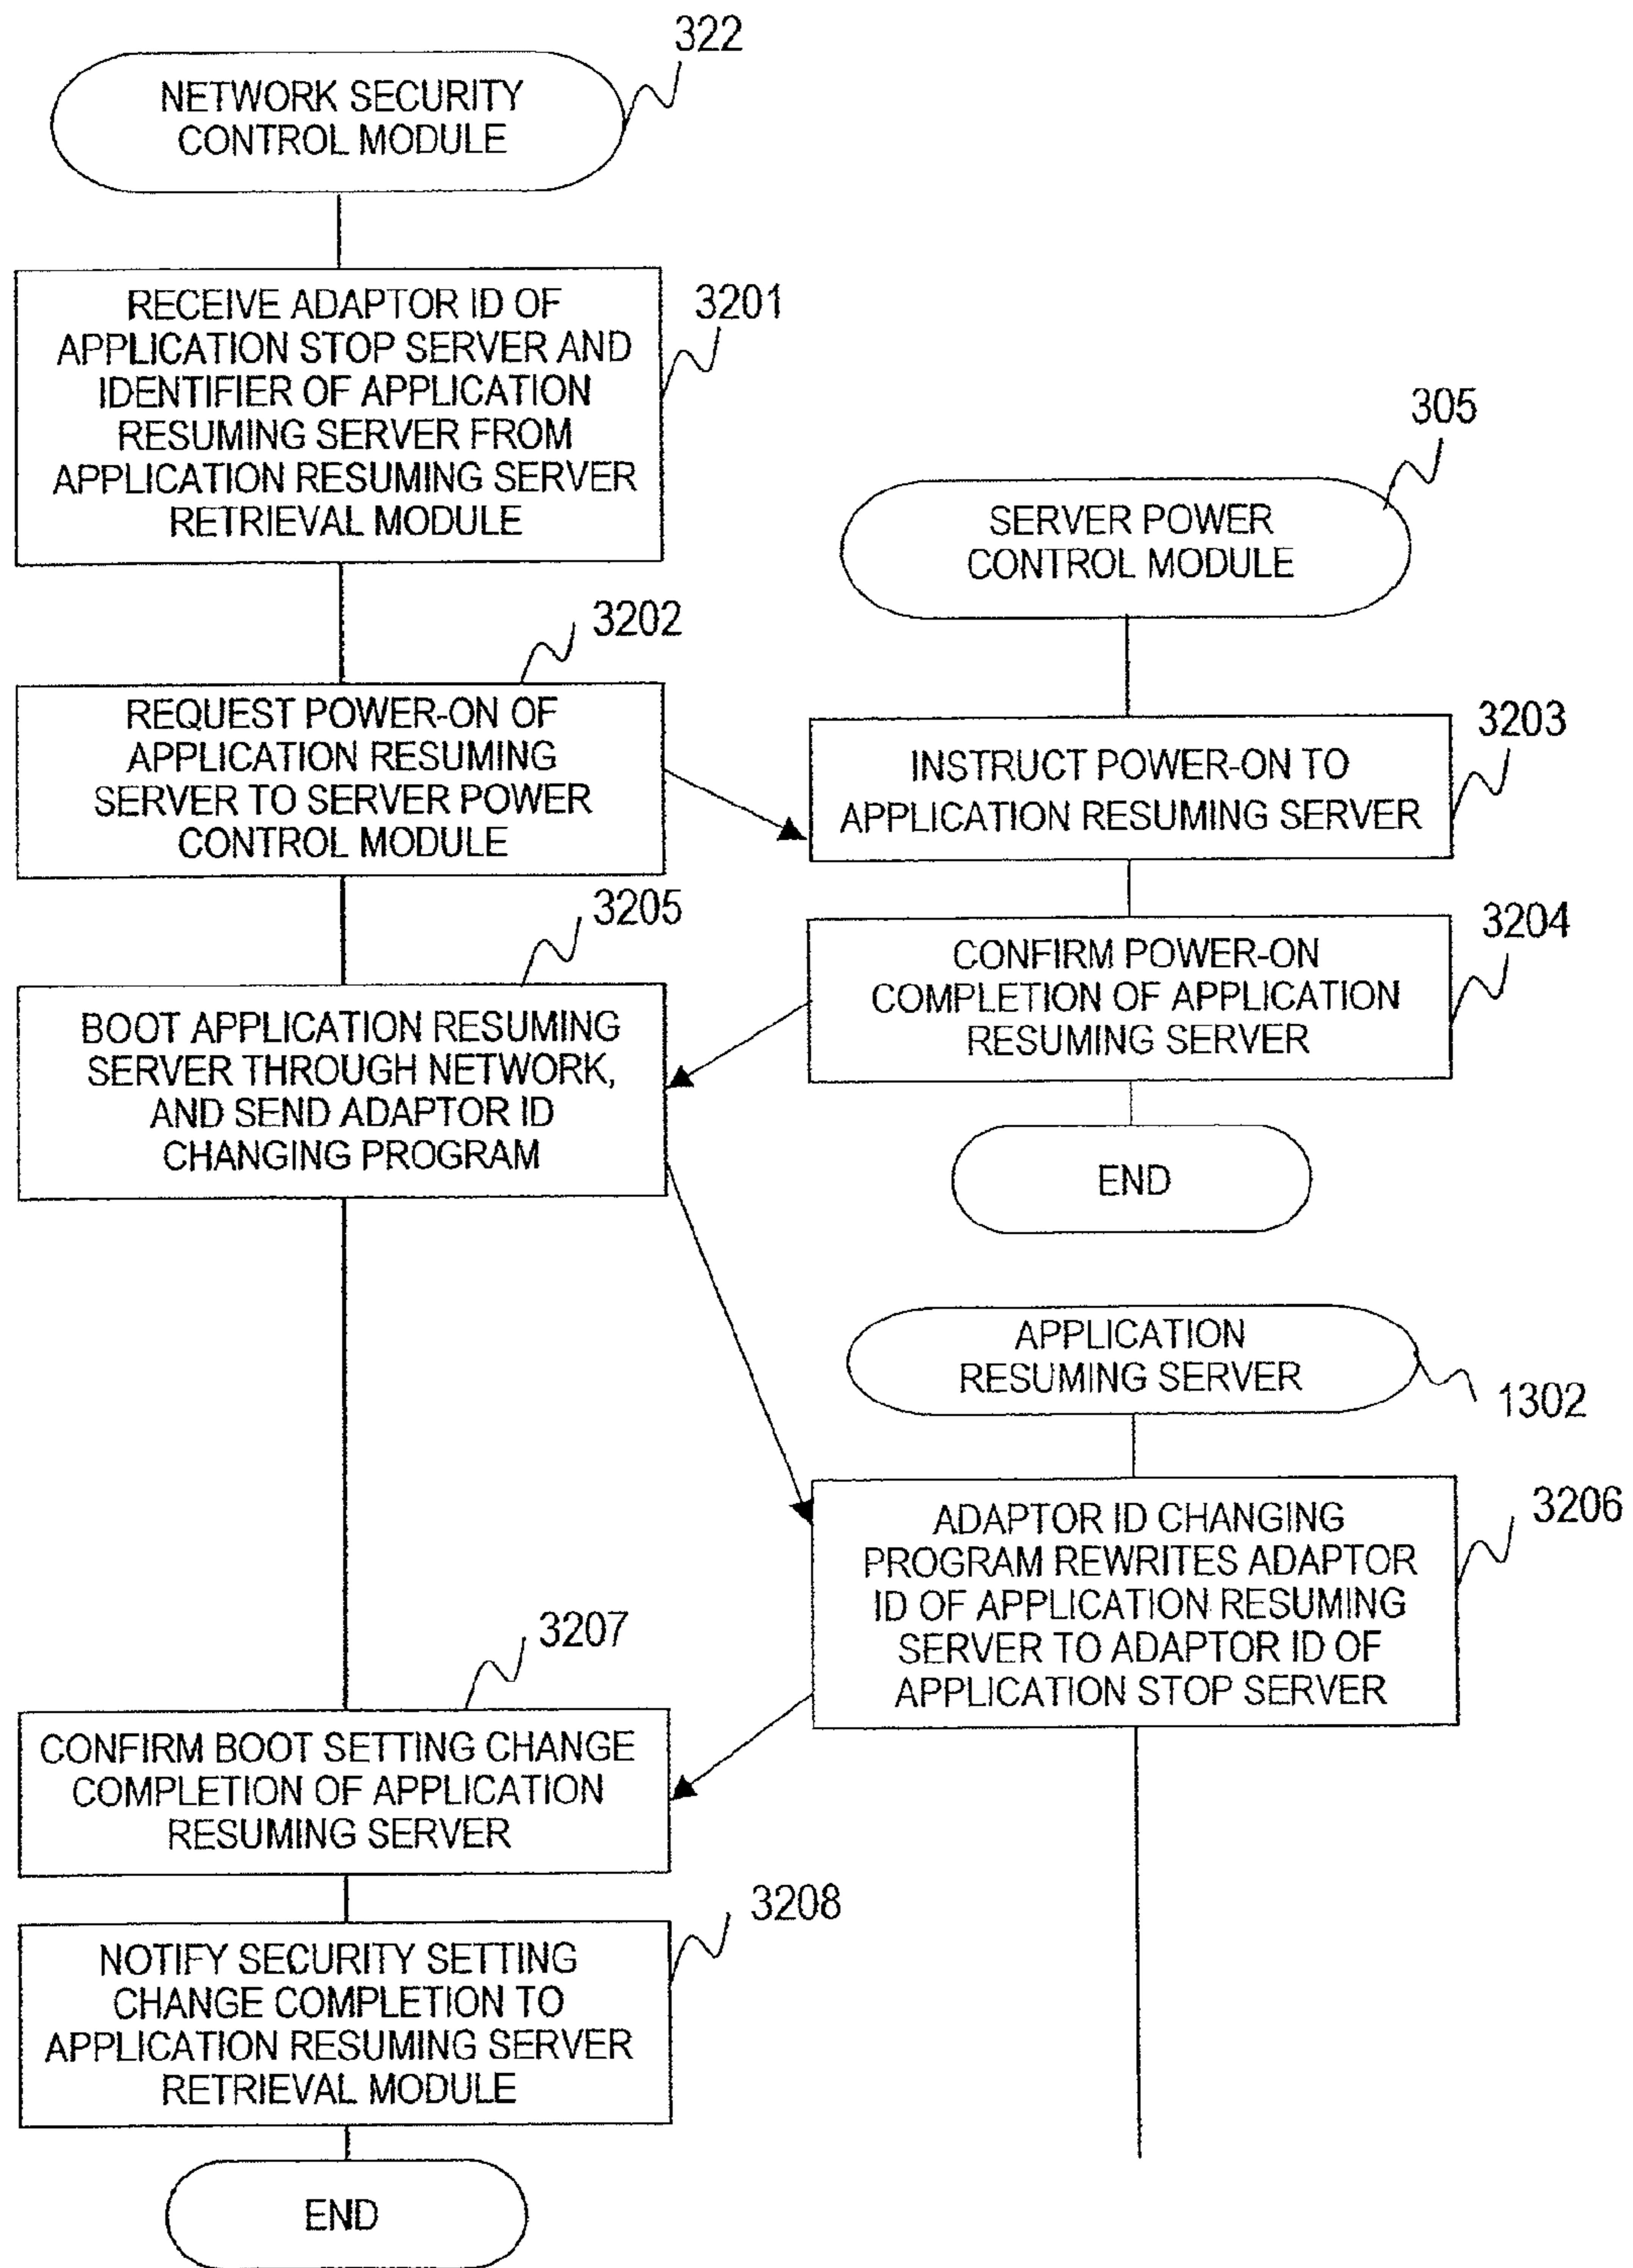 322
NETWORK SECURITY
CONTROL MODULE
RECEIVE ADAPTOR ID OF
APPLICATION STOP SERVER AND
IDENTIFIER OF APPLICATION
RESUMING SERVER FROM
APPLICATION RESUMING SERVER
RETRIEVAL MODULE
3201
305
SERVER POWER
CONTROL MODULE
3202
REQUEST POWER-ON OF
APPLICATION RESUMING
SERVER TO SERVER POWER
CONTROL MODULE
3203
INSTRUCT POWER-ON TO
APPLICATION RESUMING SERVER
3204
CONFIRM POWER-ON
COMPLETION OF APPLICATION
RESUMING SERVER
3205
BOOT APPLICATION RESUMING
SERVER THROUGH NETWORK,
AND SEND ADAPTOR ID
CHANGING PROGRAM
END
APPLICATION
RESUMING SERVER
1302
ADAPTOR ID CHANGING
PROGRAM REWRITES ADAPTOR
ID OF APPLICATION RESUMING
SERVER TO ADAPTOR ID OF
APPLICATION STOP SERVER
3206
3207
CONFIRM BOOT SETTING CHANGE
COMPLETION OF APPLICATION
RESUMING SERVER
3208
NOTIFY SECURITY SETTING
CHANGE COMPLETION TO
APPLICATION RESUMING SERVER
RETRIEVAL MODULE
END